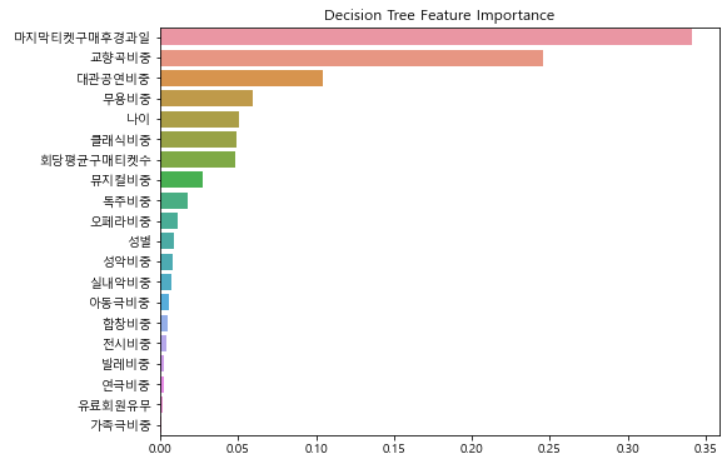 Decision Tree Feature Importance
마지막티켓구매후경과일
교향곡비중
대관공연비중
무용비중
나이
클래식비중
회당평균구매티켓수
뮤지컬비중
독주비중
오페라비중
성별
성악비중
실내악비중
아동극비중
합창비중
전시비중
발레비중
연극비중
유료회원유무
가족극비중
0.00 0.05 0.10 0.15 0.20 0.25 0.30 0.35